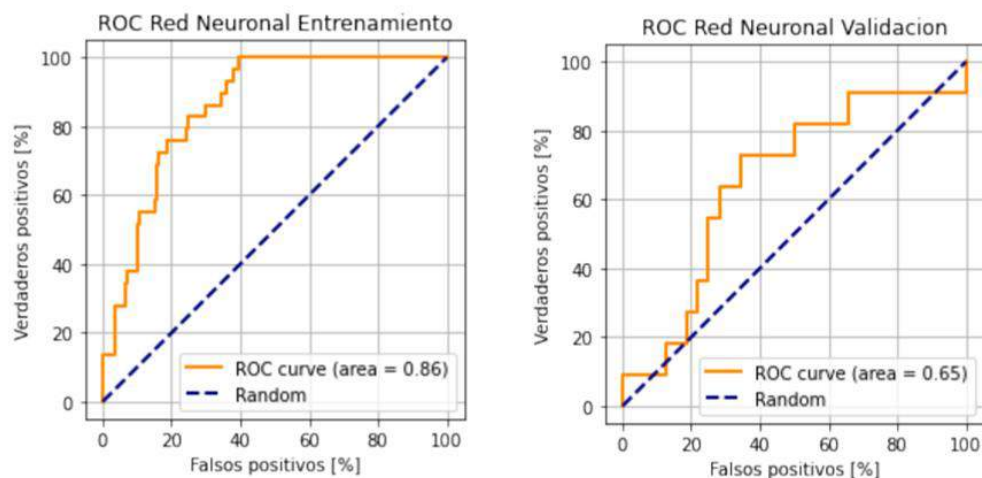 ROC Red Neuronal Entrenamiento
100
80
60
40
20
0
Verdaderos positivos [%]
ROC curve (area = 0.86)
Random
0 20 40 60 80 100
Falsos positivos [%]
ROC Red Neuronal Validacion
100
80
60
40
20
0
Verdaderos positivos [%]
ROC curve (area = 0.65)
Random
0 20 40 60 80 100
Falsos positivos [%]